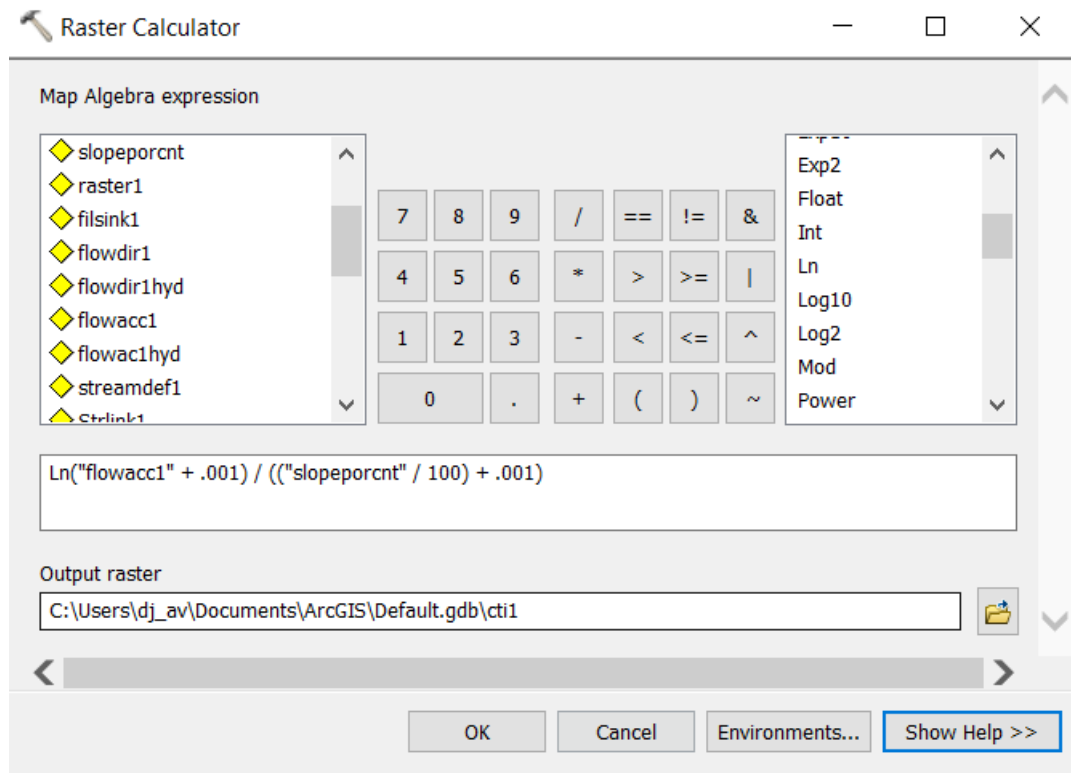 Raster Calculator
Map Algebra expression
slopeporcnt
raster1
filsink1
flowdir1
flowdir1hyd
flowacc1
flowac1hyd
streamdef1
Strlink1
7 8 9 / == != &
4 5 6 * > >= |
1 2 3 - < <= ^
0 . + ( ) ~
Exp2
Float
Int
Ln
Log10
Log2
Mod
Power
Ln("flowacc1" + .001) / (("slopeporcnt" / 100) + .001)
Output raster
C:\Users\dj_av\Documents\ArcGIS\Default.gdb\cti1
OK Cancel Environments... Show Help >>